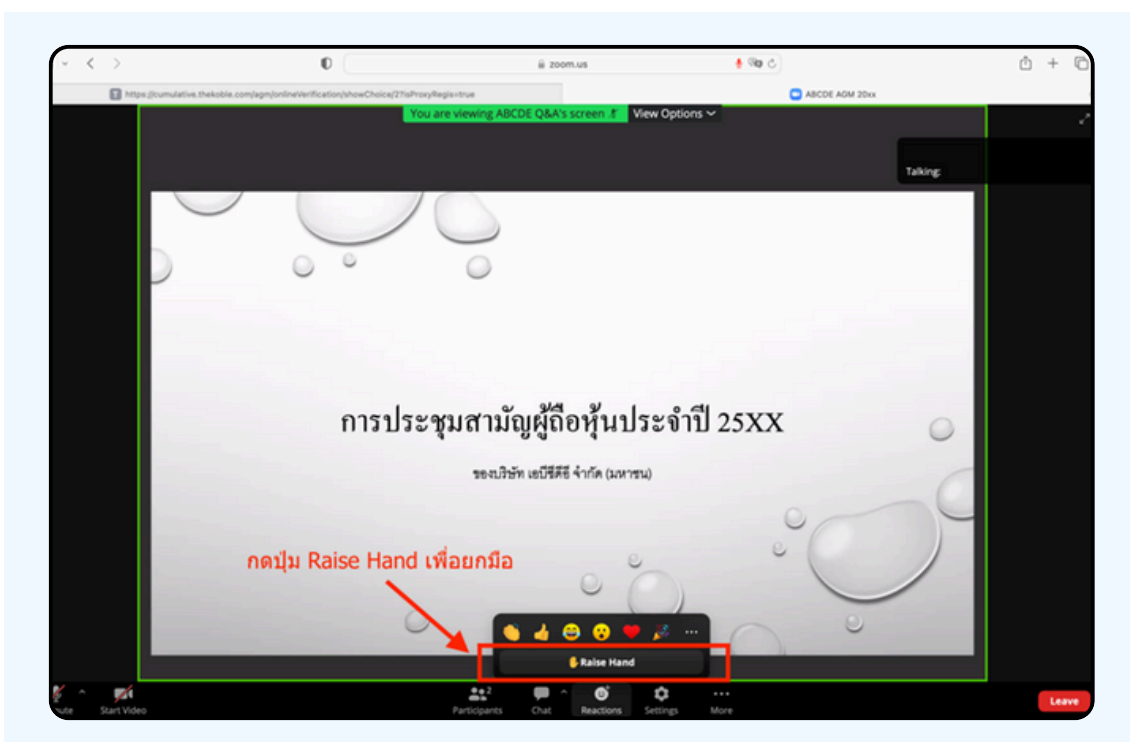 zoom.us
https://cumulative.thekoble.com/agm/onlineVerification/showChoice/2?isProxyRegis=true
ABCDE AGM 20xx
You are viewing ABCDE Q&A's screen
View Options
Talking:
การประชุมสามัญผู้ถือหุ้นประจำปี 25XX
ของบริษัท เอบีซีดีอี จำกัด (มหาชน)
กดปุ่ม Raise Hand เพื่อยกมือ
Raise Hand
Start Video
2
Participants
Chat
Reactions
Settings
More
Leave